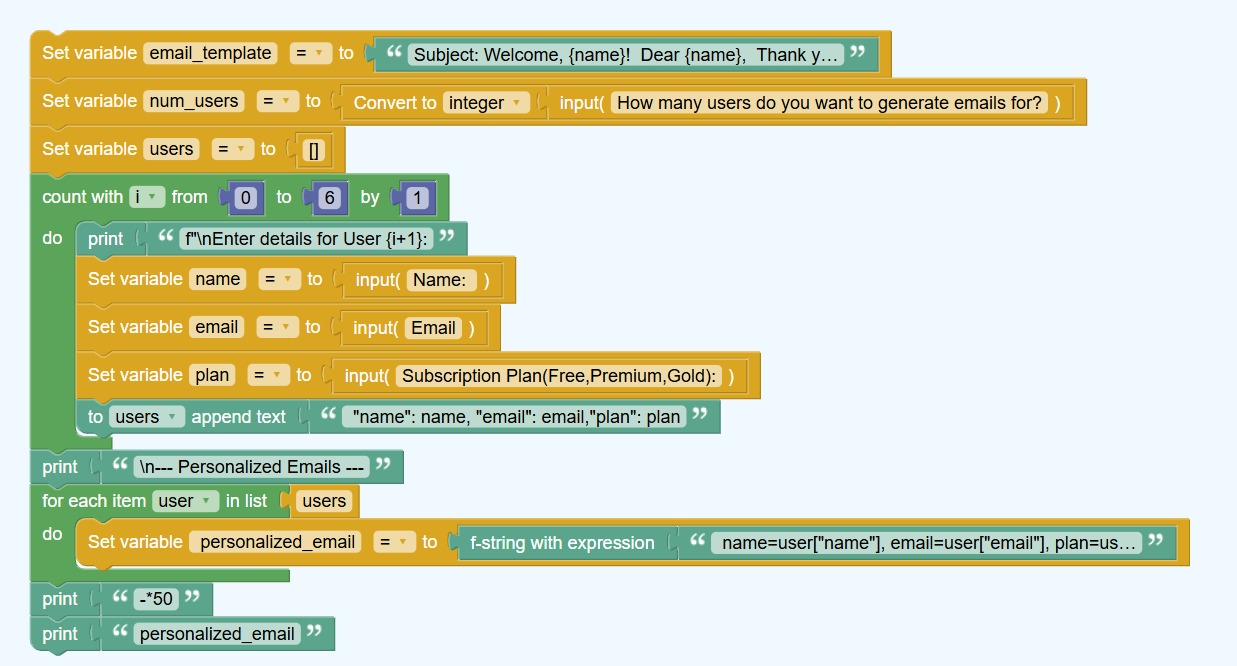 Set variable email_template = to “ Subject: Welcome, {name}!  Dear {name},  Thank y... ”
Set variable num_users = to Convert to integer input( How many users do you want to generate emails for? )
Set variable users = to []
count with i from 0 to 6 by 1
do print “ f"\nEnter details for User {i+1}: ”
Set variable name = to input( Name: )
Set variable email = to input( Email )
Set variable plan = to input( Subscription Plan(Free,Premium,Gold): )
to users append text “ "name": name, "email": email,"plan": plan ”
print “ \n--- Personalized Emails --- ”
for each item user in list users
do Set variable personalized_email = to f-string with expression “ name=user["name"], email=user["email"], plan=us... ”
print “ -*50 ”
print “ personalized_email ”